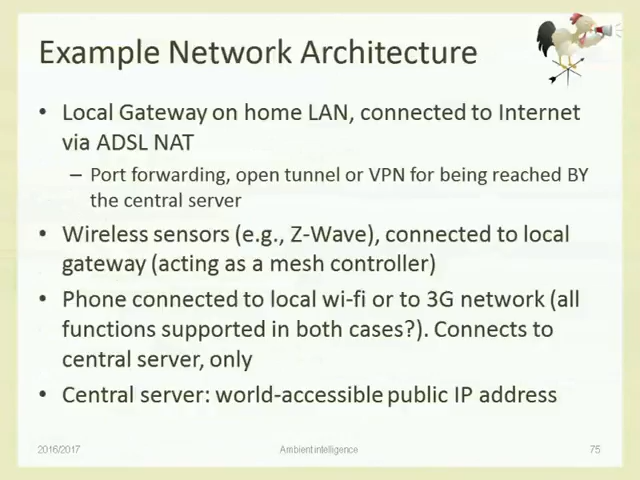 Example Network Architecture
• Local Gateway on home LAN, connected to Internet
via ADSL NAT
– Port forwarding, open tunnel or VPN for being reached BY
the central server
• Wireless sensors (e.g., Z-Wave), connected to local
gateway (acting as a mesh controller)
• Phone connected to local wi-fi or to 3G network (all
functions supported in both cases?). Connects to
central server, only
• Central server: world-accessible public IP address
2016/2017
Ambient intelligence
75